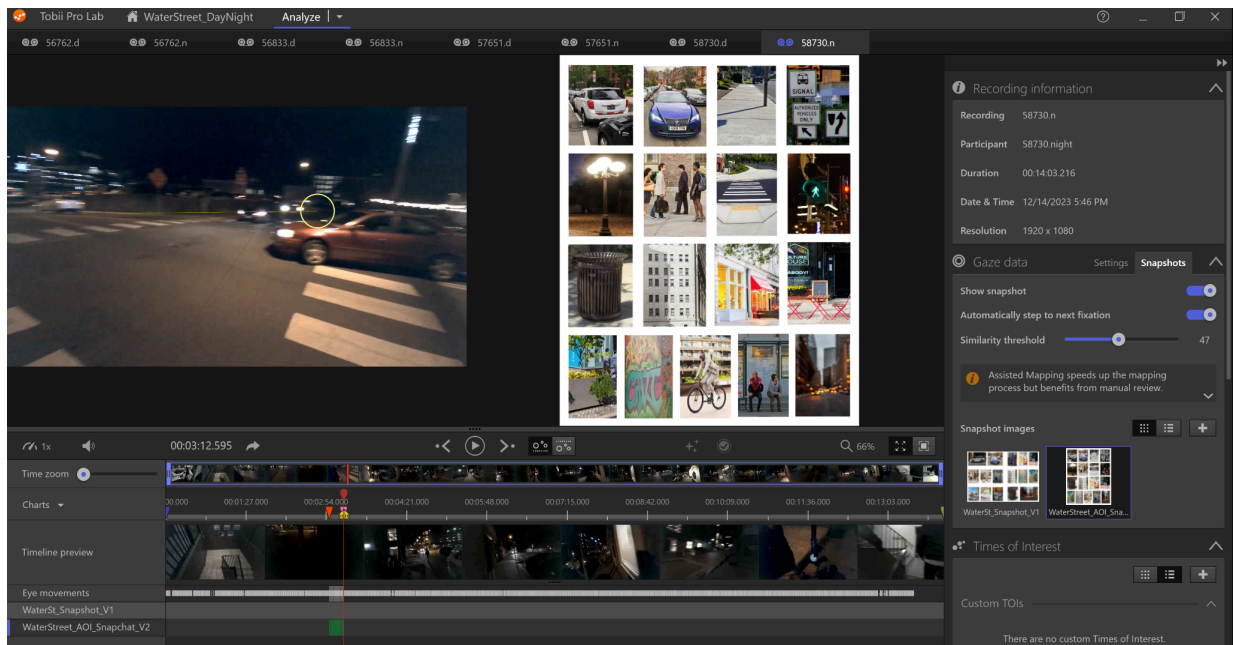 Tobii Pro Lab
WaterStreet_DayNight
Analyze
56762.d
56762.n
56833.d
56833.n
57651.d
57651.n
58730.d
58730.n
SIGNAL
AUTHORIZED
VEHICLES
ONLY
Recording information
Recording 58730.n
Participant 58730.night
Duration 00:14:03.216
Date & Time 12/14/2023 5:46 PM
Resolution 1920 x 1080
Gaze data
Settings
Snapshots
Show snapshot
Automatically step to next fixation
Similarity threshold 47
Assisted Mapping speeds up the mapping
process but benefits from manual review.
Snapshot images
WaterSt_Snapshot_V1
WaterStreet_AOI_Sna...
Times of Interest
Custom TOIs
There are no custom Times of Interest.
1x
00:03:12.595
66%
Time zoom
Charts
00.000
00:01:27.000
00:02:54.000
00:04:21.000
00:05:48.000
00:07:15.000
00:08:42.000
00:10:09.000
00:11:36.000
00:13:03.000
Timeline preview
Eye movements
WaterSt_Snapshot_V1
WaterStreet_AOI_Snapchat_V2